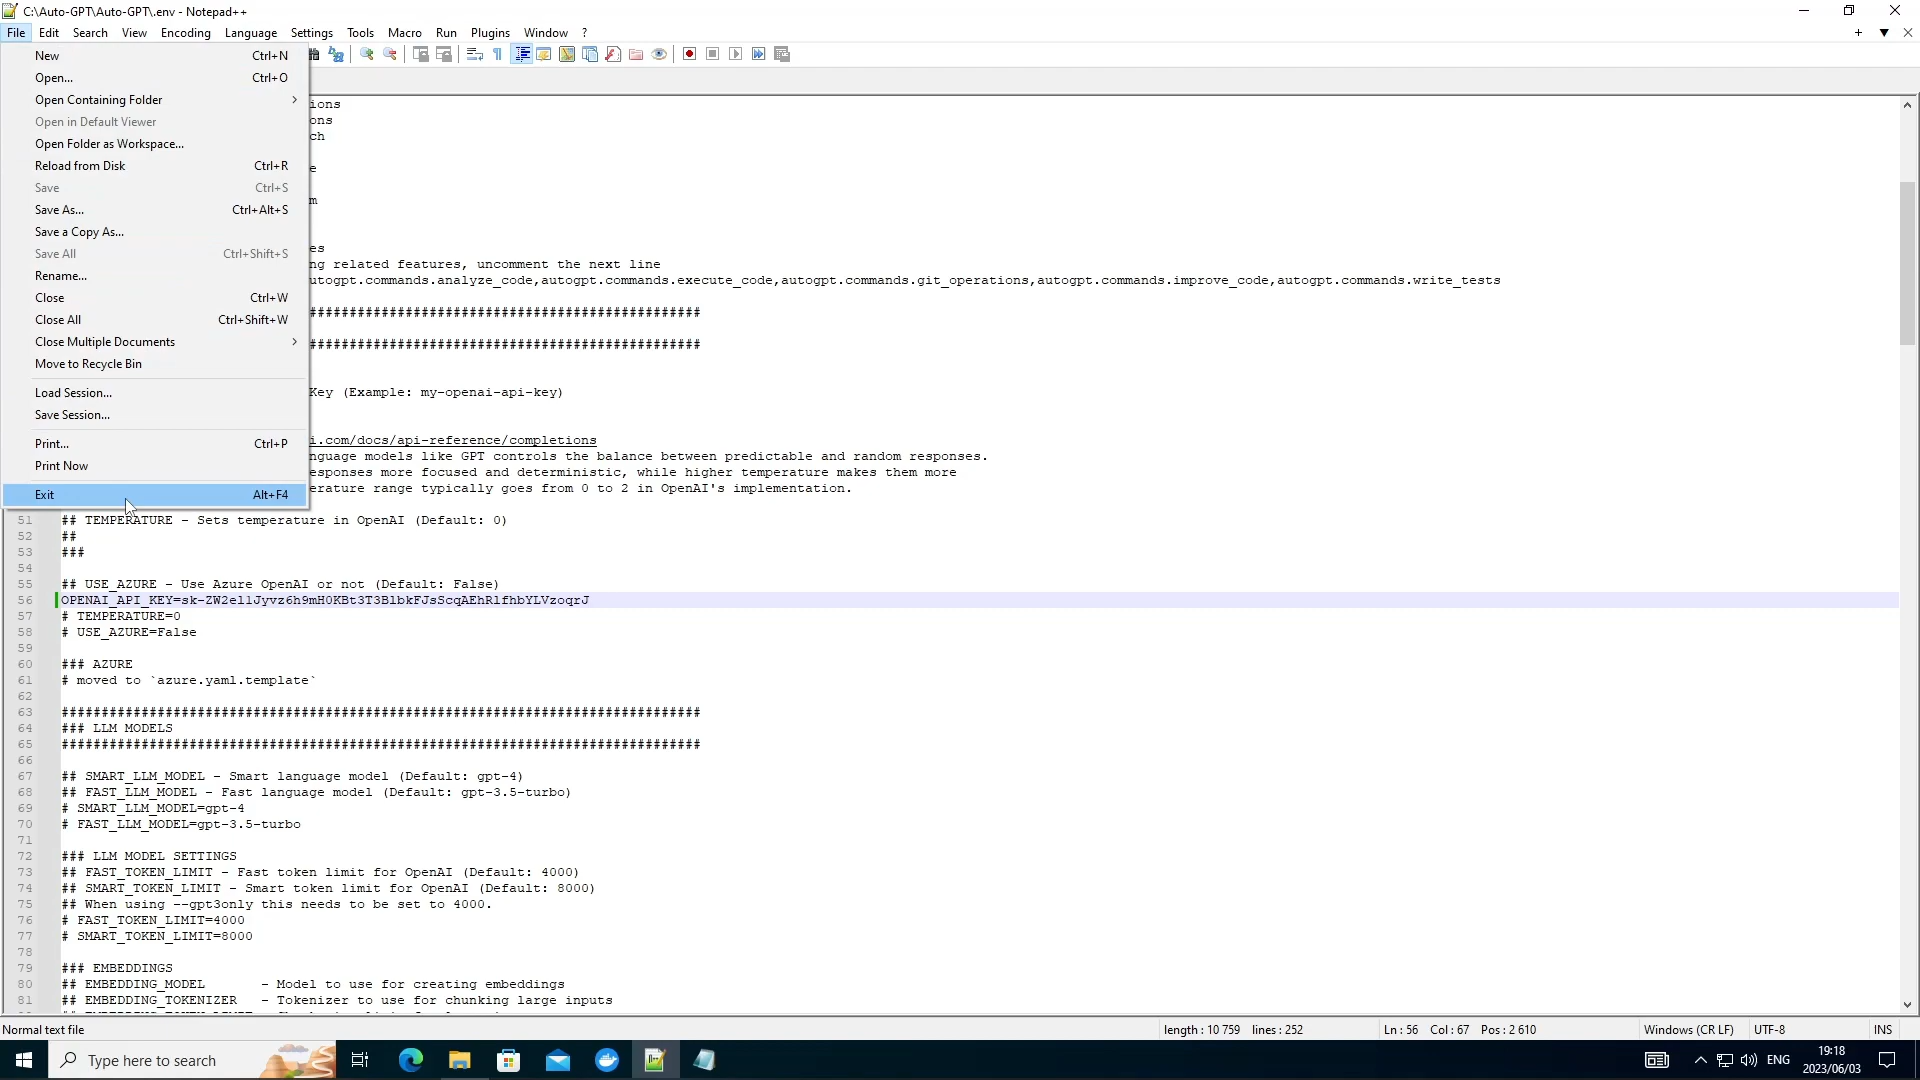 C:\Auto-GPT\Auto-GPT\.env - Notepad++
File Edit Search View Encoding Language Settings Tools Macro Run Plugins Window ?
New Ctrl+N
Open... Ctrl+O
Open Containing Folder
Open in Default Viewer
Open Folder as Workspace...
Reload from Disk Ctrl+R
Save Ctrl+S
Save As... Ctrl+Alt+S
Save a Copy As...
Save All Ctrl+Shift+S
Rename...
Close Ctrl+W
Close All Ctrl+Shift+W
Close Multiple Documents
Move to Recycle Bin
Load Session...
Save Session...
Print... Ctrl+P
Print Now
Exit Alt+F4
ions
ons
ch
e
m
es
ng related features, uncomment the next line
utogpt.commands.analyze_code,autogpt.commands.execute_code,autogpt.commands.git_operations,autogpt.commands.improve_code,autogpt.commands.write_tests
#################################################
#################################################
Key (Example: my-openai-api-key)
i.com/docs/api-reference/completions
nguage models like GPT controls the balance between predictable and random responses.
esponses more focused and deterministic, while higher temperature makes them more
erature range typically goes from 0 to 2 in OpenAI's implementation.
51 ## TEMPERATURE - Sets temperature in OpenAI (Default: 0)
52 ##
53 ###
54
55 ## USE_AZURE - Use Azure OpenAI or not (Default: False)
56 OPENAI_API_KEY=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
57 # TEMPERATURE=0
58 # USE_AZURE=False
59
60 ### AZURE
61 # moved to `azure.yaml.template`
62
63 ################################################################################
64 ### LLM MODELS
65 ################################################################################
66
67 ## SMART_LLM_MODEL - Smart language model (Default: gpt-4)
68 ## FAST_LLM_MODEL - Fast language model (Default: gpt-3.5-turbo)
69 # SMART_LLM_MODEL=gpt-4
70 # FAST_LLM_MODEL=gpt-3.5-turbo
71
72 ### LLM MODEL SETTINGS
73 ## FAST_TOKEN_LIMIT - Fast token limit for OpenAI (Default: 4000)
74 ## SMART_TOKEN_LIMIT - Smart token limit for OpenAI (Default: 8000)
75 ## When using --gpt3only this needs to be set to 4000.
76 # FAST_TOKEN_LIMIT=4000
77 # SMART_TOKEN_LIMIT=8000
78
79 ### EMBEDDINGS
80 ## EMBEDDING_MODEL - Model to use for creating embeddings
81 ## EMBEDDING_TOKENIZER - Tokenizer to use for chunking large inputs
Normal text file length : 10 759 lines : 252 Ln : 56 Col : 67 Pos : 2 610 Windows (CR LF) UTF-8 INS
Type here to search ENG 19:18
2023/06/03